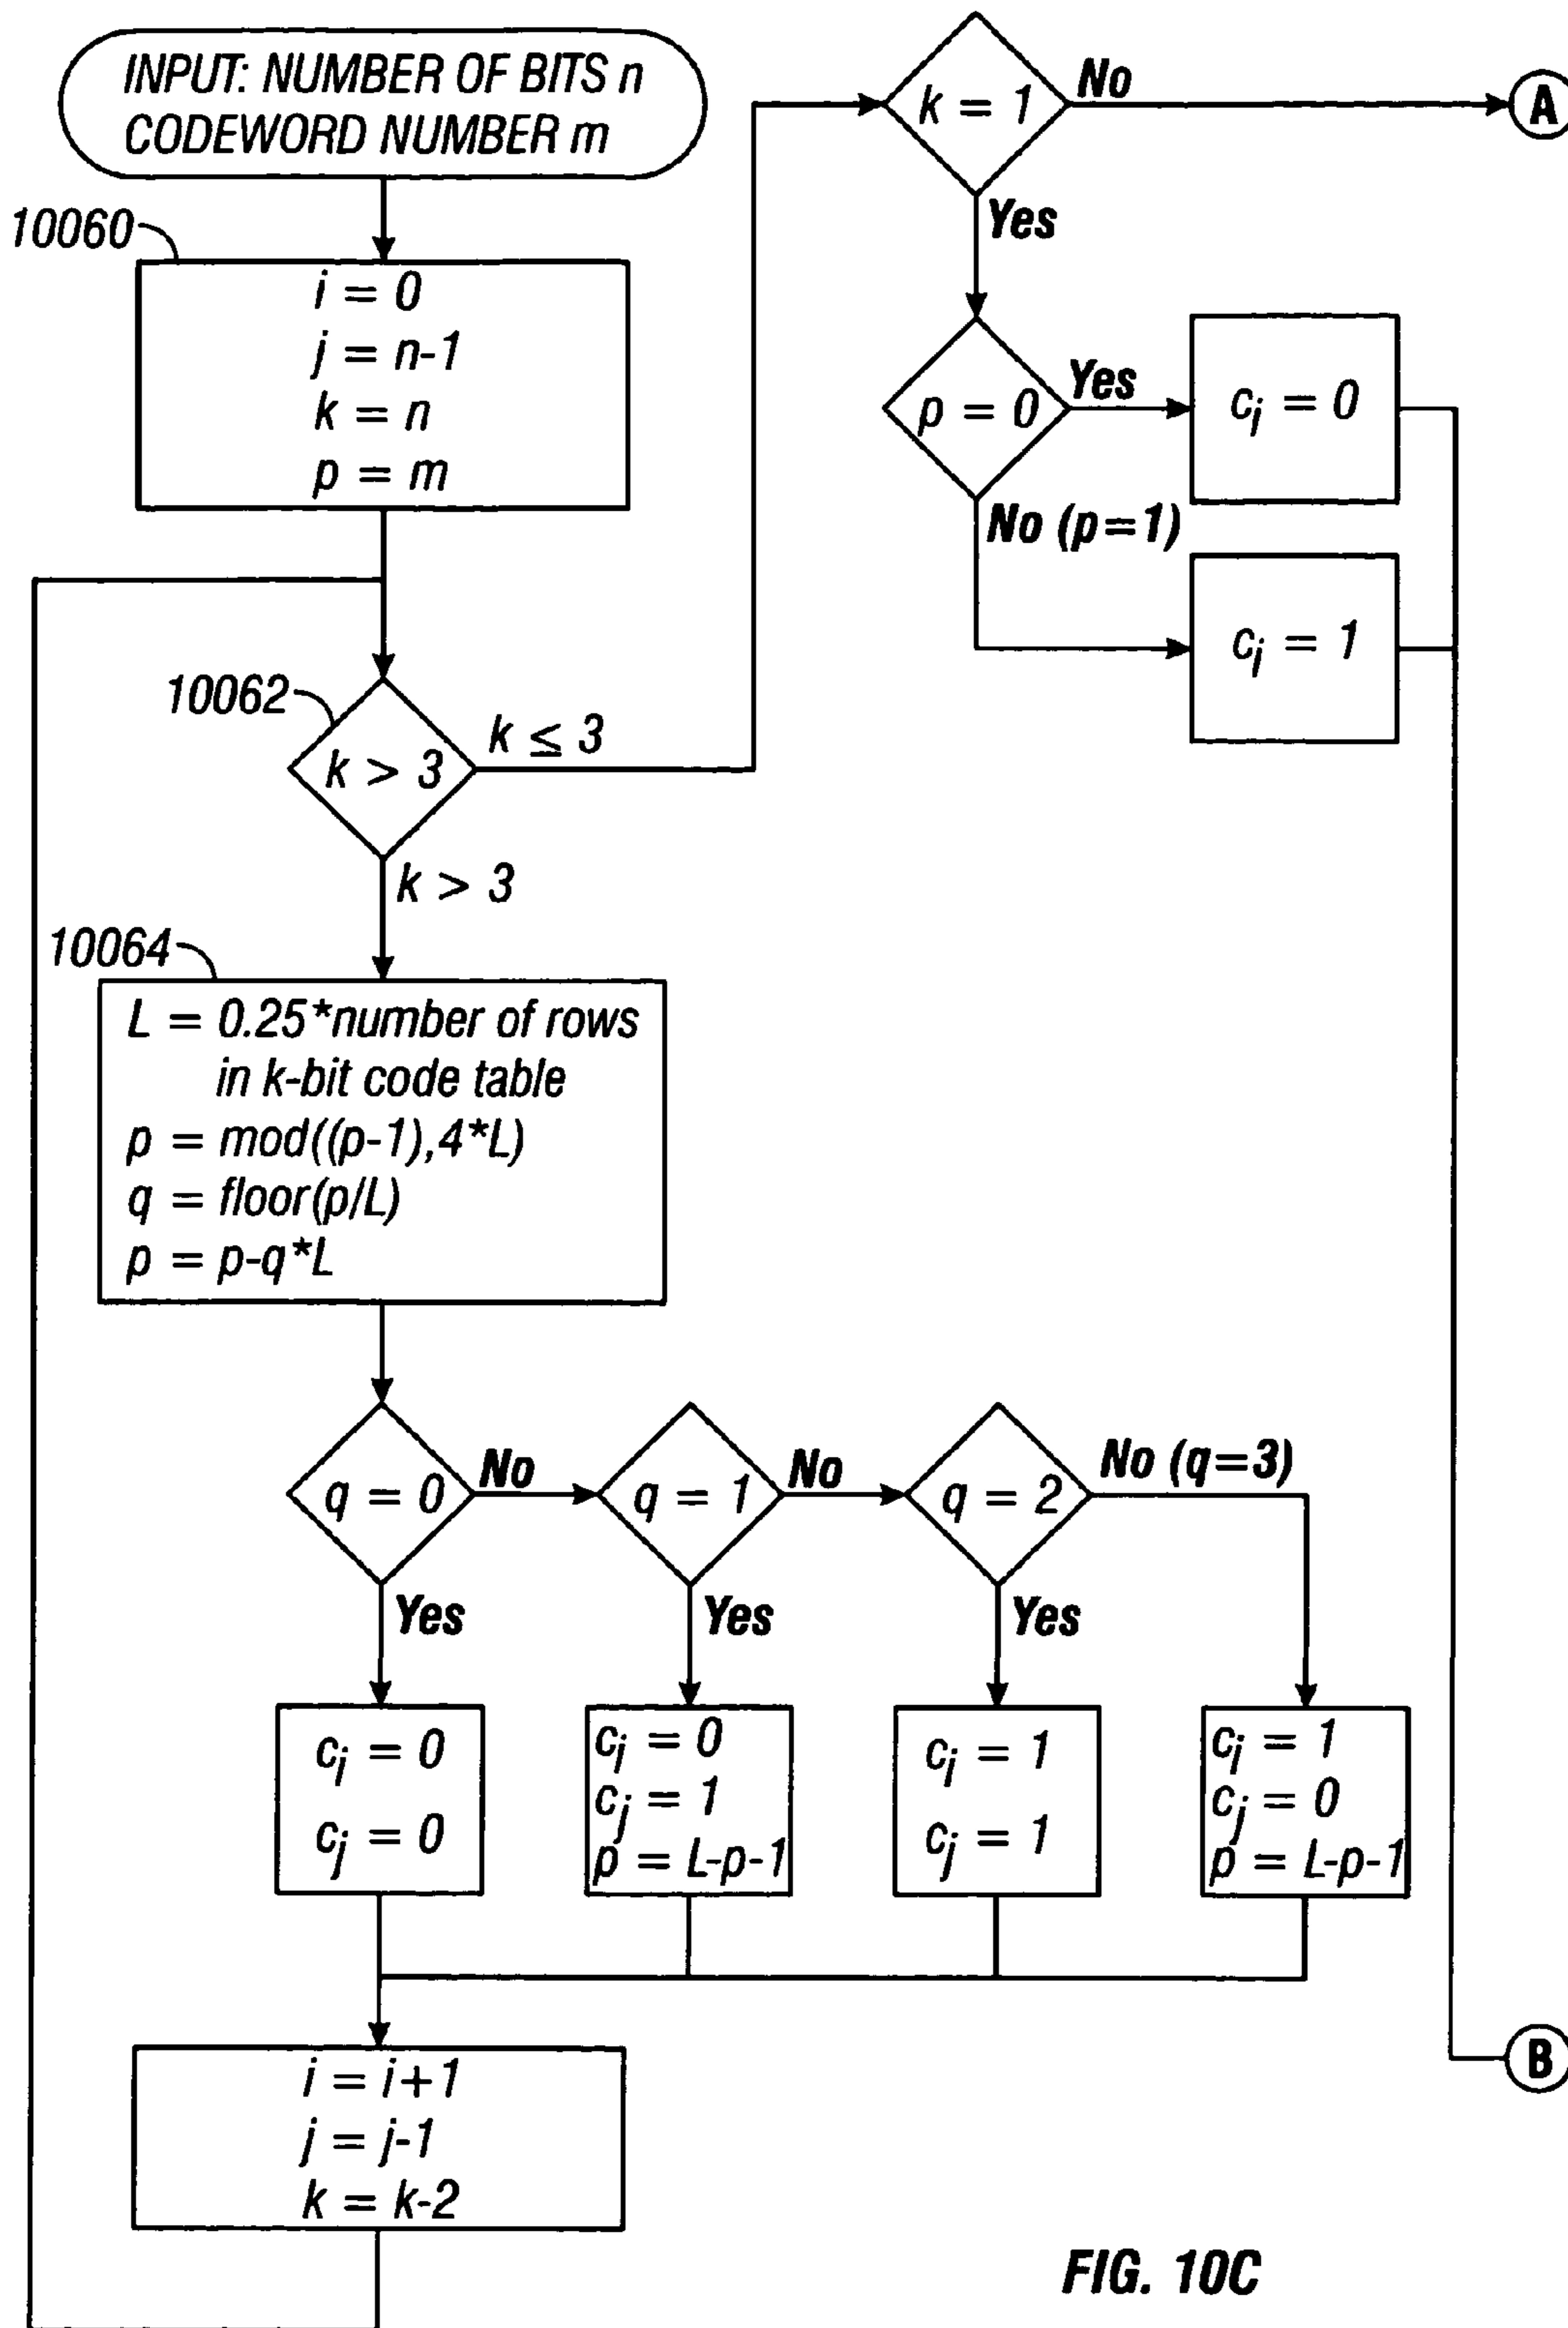 INPUT: NUMBER OF BITS n
CODEWORD NUMBER m
10060
i = 0
j = n-1
k = n
p = m
10062
k > 3
k ≤ 3
k > 3
10064
L = 0.25*number of rows
in k-bit code table
p = mod((p-1),4*L)
q = floor(p/L)
p = p-q*L
q = 0
No
q = 1
No
q = 2
No (q=3)
Yes
Yes
Yes
c_i = 0
c_j = 0
c_i = 0
c_j = 1
p = L-p-1
c_i = 1
c_j = 1
c_i = 1
c_j = 0
p = L-p-1
i = i+1
j = j-1
k = k-2
k = 1
No
A
Yes
p = 0
Yes
c_i = 0
No (p=1)
c_i = 1
B
FIG. 10C